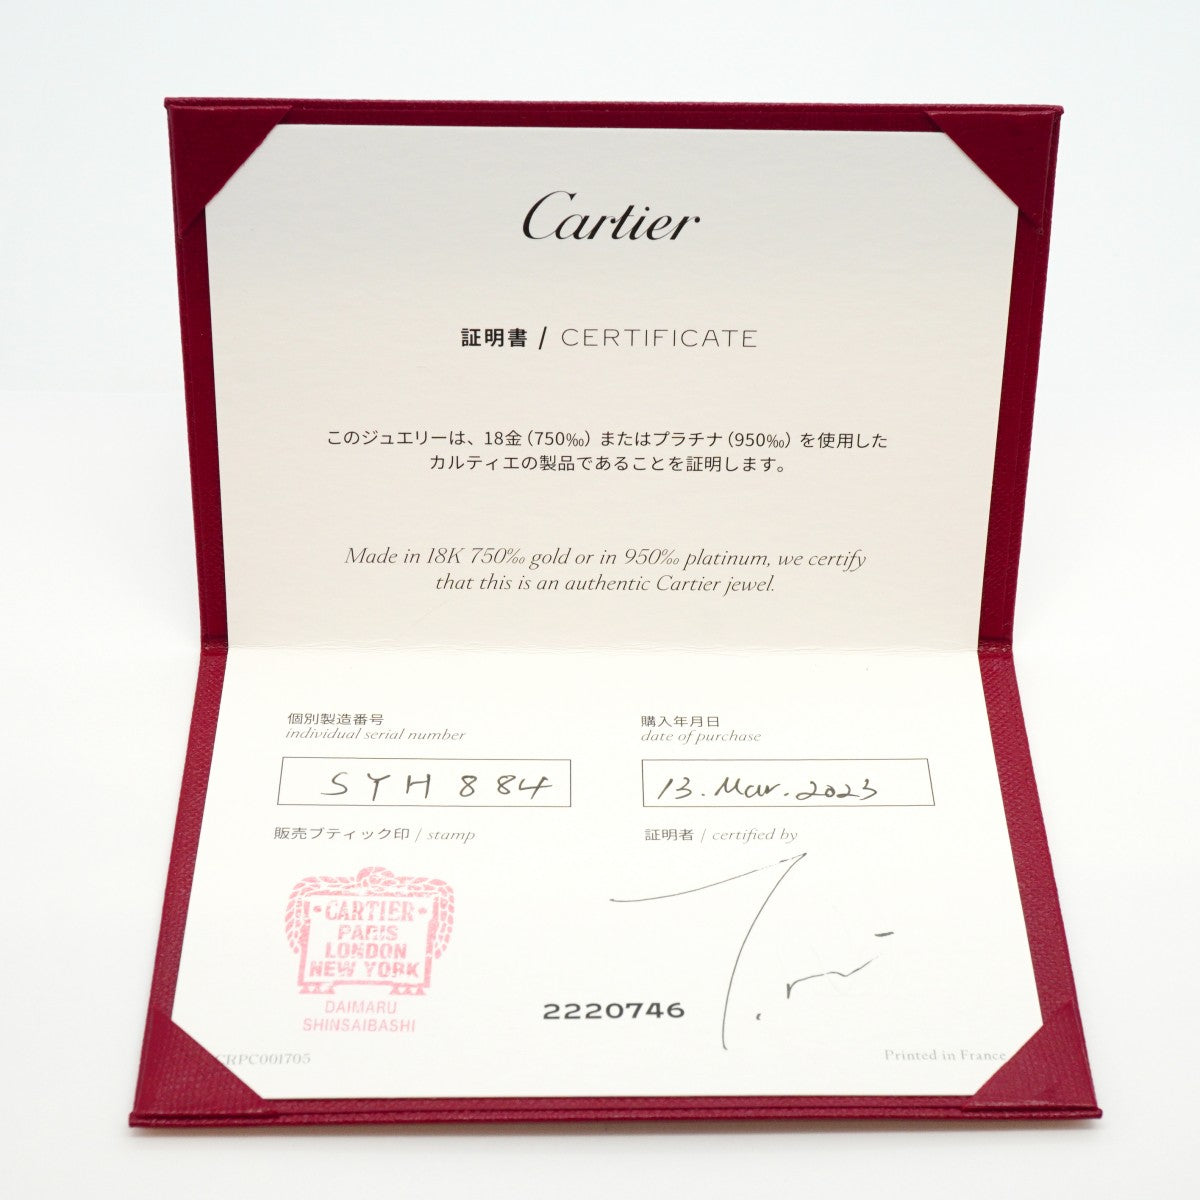 Cartier
証明書 / CERTIFICATE
このジュエリーは、18金(750‰) またはプラチナ(950‰) を使用した
カルティエの製品であることを証明します。
Made in 18K 750‰ gold or in 950‰ platinum, we certify
that this is an authentic Cartier jewel.
個別製造番号
individual serial number
SYH 884
購入年月日
date of purchase
13. Mar. 2023
販売ブティック印 / stamp
証明者 / certified by
·CARTIER·
PARIS
LONDON
NEW YORK
DAIMARU
SHINSAIBASHI
2220746
CRPC001705
Printed in France